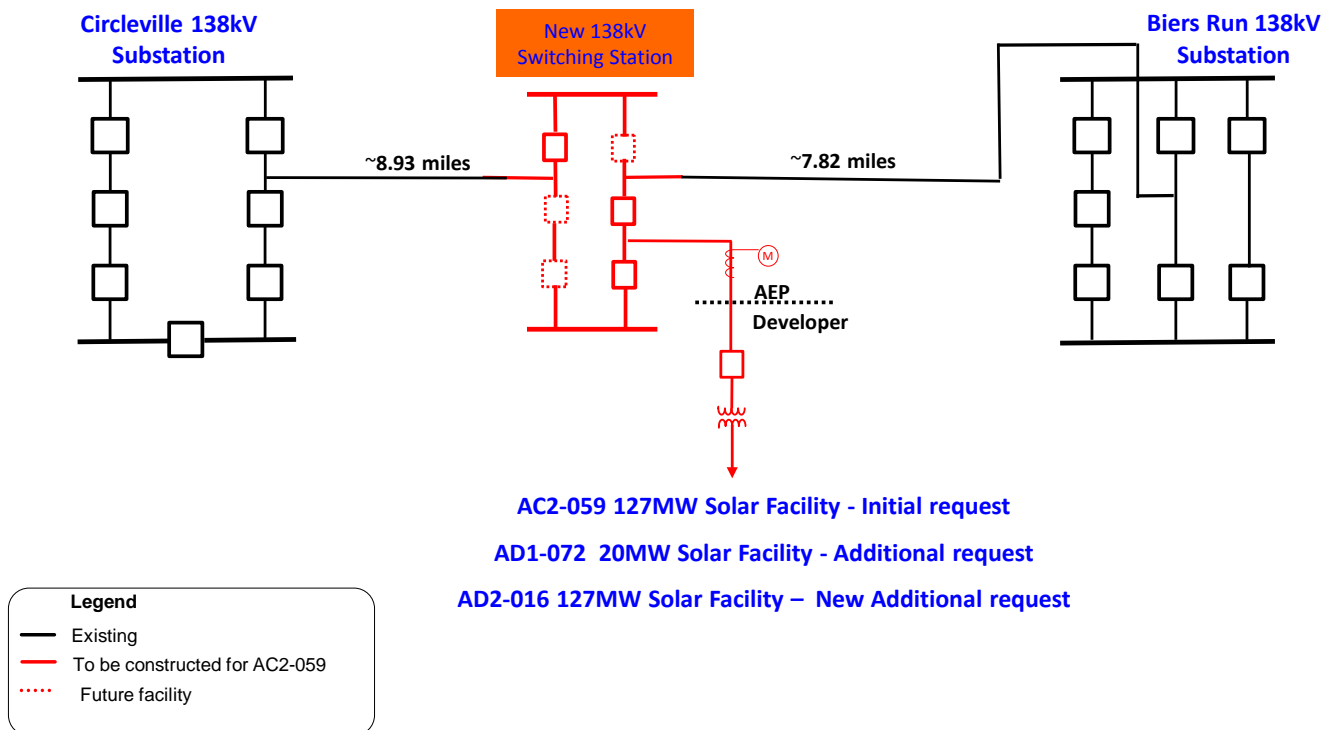 Circleville 138kV
Substation
New 138kV
Switching Station
Biers Run 138kV
Substation
~8.93 miles
~7.82 miles
M
AEP
Developer
AC2-059 127MW Solar Facility - Initial request
AD1-072  20MW Solar Facility - Additional request
AD2-016 127MW Solar Facility –  New Additional request
Legend
Existing
To be constructed for AC2-059
Future facility